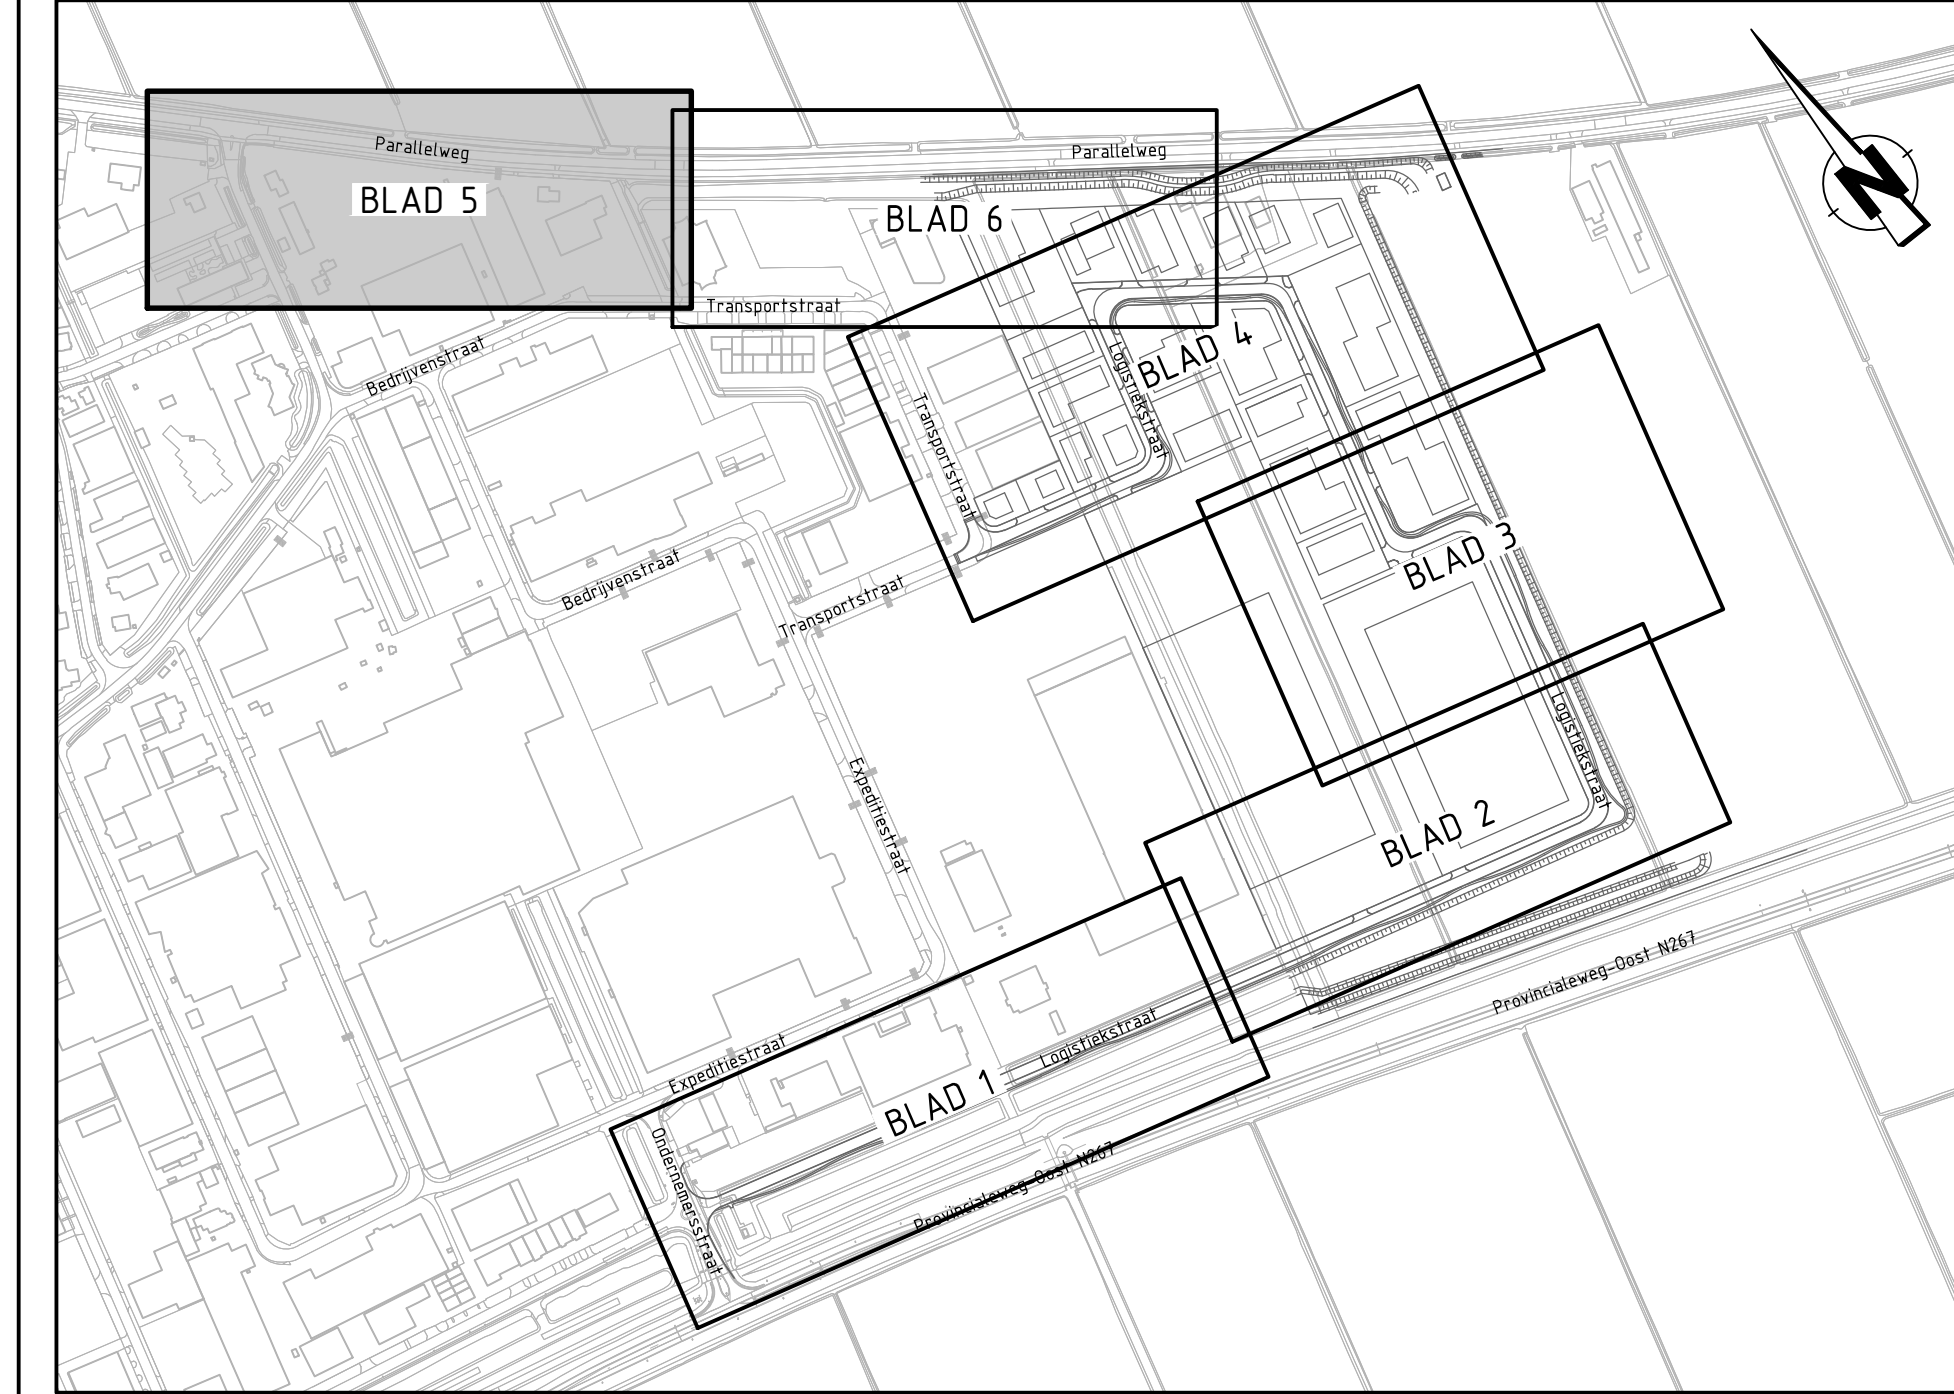 Parallelweg
BLAD 5
Parallelweg
BLAD 6
N
Transportstraat
Bedrijvenstraat
BLAD 4
Logistiekstraat
Transportstraat
Bedrijvenstraat
Transportstraat
BLAD 3
Logistiekstraat
Expeditiestraat
BLAD 2
Provincialeweg-Oost N267
Logistiekstraat
Expeditiestraat
BLAD 1
Ondernemersstraat
Provincialeweg-Oost N267